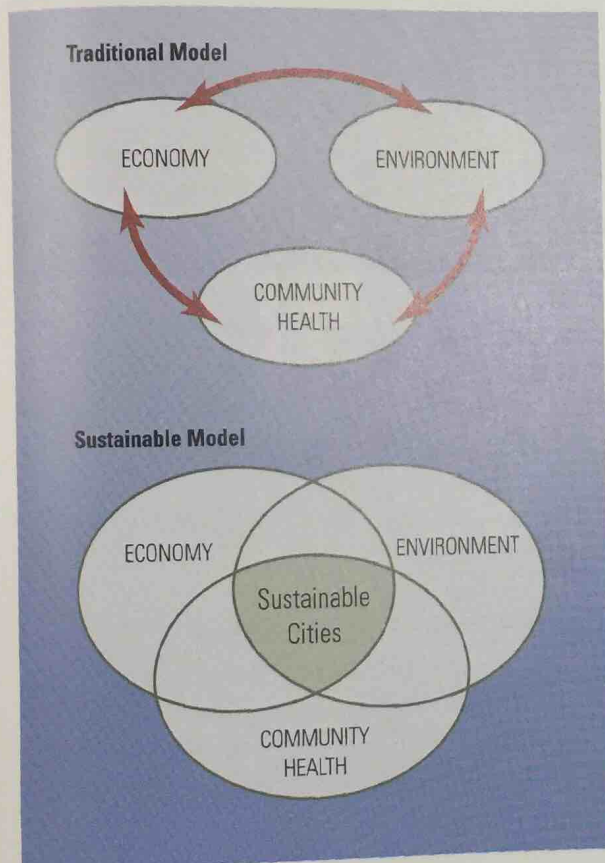 Traditional Model
ECONOMY
ENVIRONMENT
COMMUNITY
HEALTH
Sustainable Model
ECONOMY
ENVIRONMENT
Sustainable
Cities
COMMUNITY
HEALTH